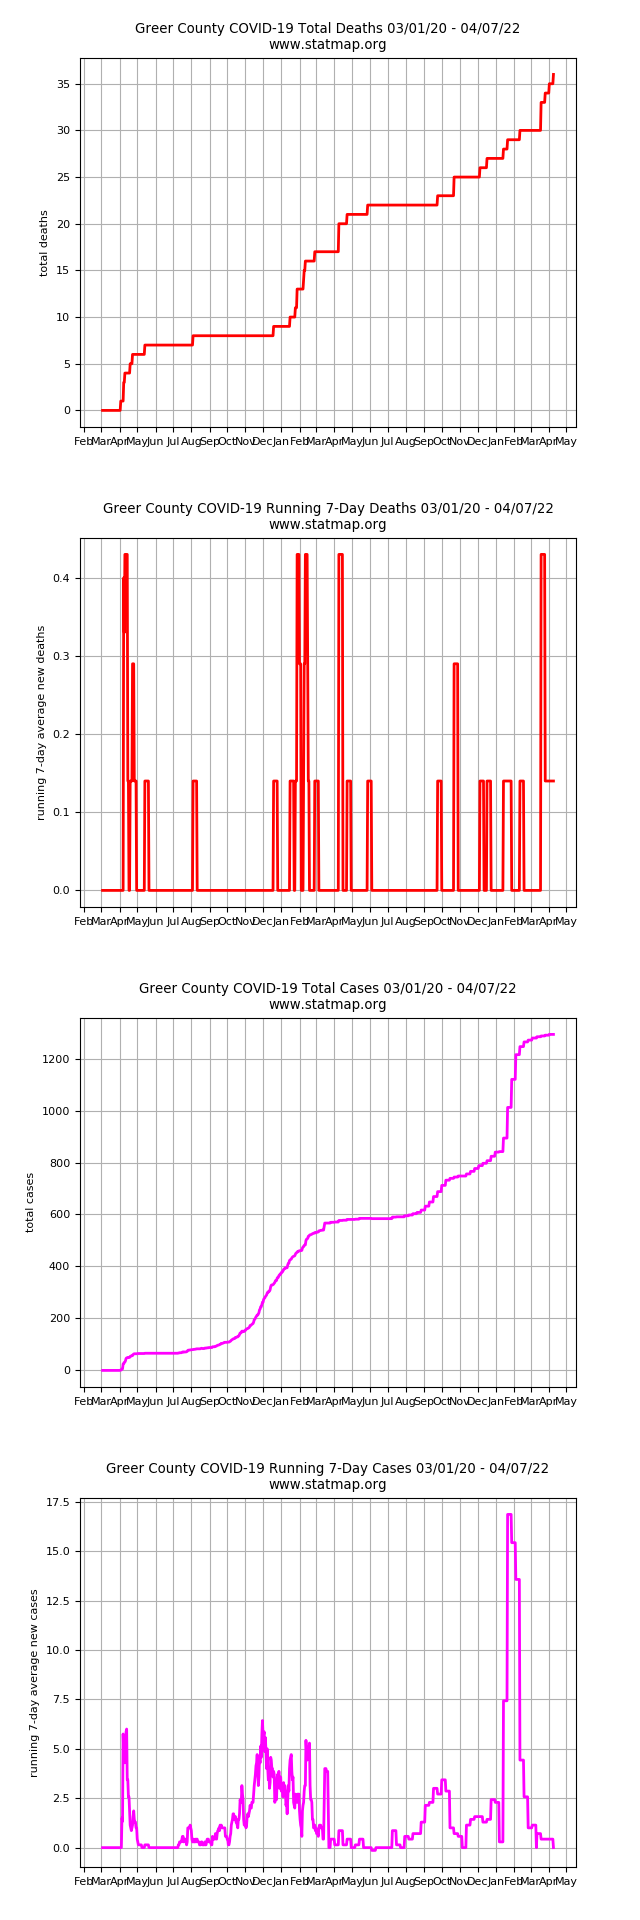 Greer County COVID-19 Total Deaths 03/01/20 - 04/07/22
www.statmap.org
35
30
25
20
15
10
5
0
total deaths
Feb Mar Apr May Jun Jul Aug Sep Oct Nov Dec Jan Feb Mar Apr May Jun Jul Aug Sep Oct Nov Dec Jan Feb Mar Apr May
Greer County COVID-19 Running 7-Day Deaths 03/01/20 - 04/07/22
www.statmap.org
0.4
0.3
0.2
0.1
0.0
running 7-day average new deaths
Feb Mar Apr May Jun Jul Aug Sep Oct Nov Dec Jan Feb Mar Apr May Jun Jul Aug Sep Oct Nov Dec Jan Feb Mar Apr May
Greer County COVID-19 Total Cases 03/01/20 - 04/07/22
www.statmap.org
1200
1000
800
600
400
200
0
total cases
Feb Mar Apr May Jun Jul Aug Sep Oct Nov Dec Jan Feb Mar Apr May Jun Jul Aug Sep Oct Nov Dec Jan Feb Mar Apr May
Greer County COVID-19 Running 7-Day Cases 03/01/20 - 04/07/22
www.statmap.org
17.5
15.0
12.5
10.0
7.5
5.0
2.5
0.0
running 7-day average new cases
Feb Mar Apr May Jun Jul Aug Sep Oct Nov Dec Jan Feb Mar Apr May Jun Jul Aug Sep Oct Nov Dec Jan Feb Mar Apr May